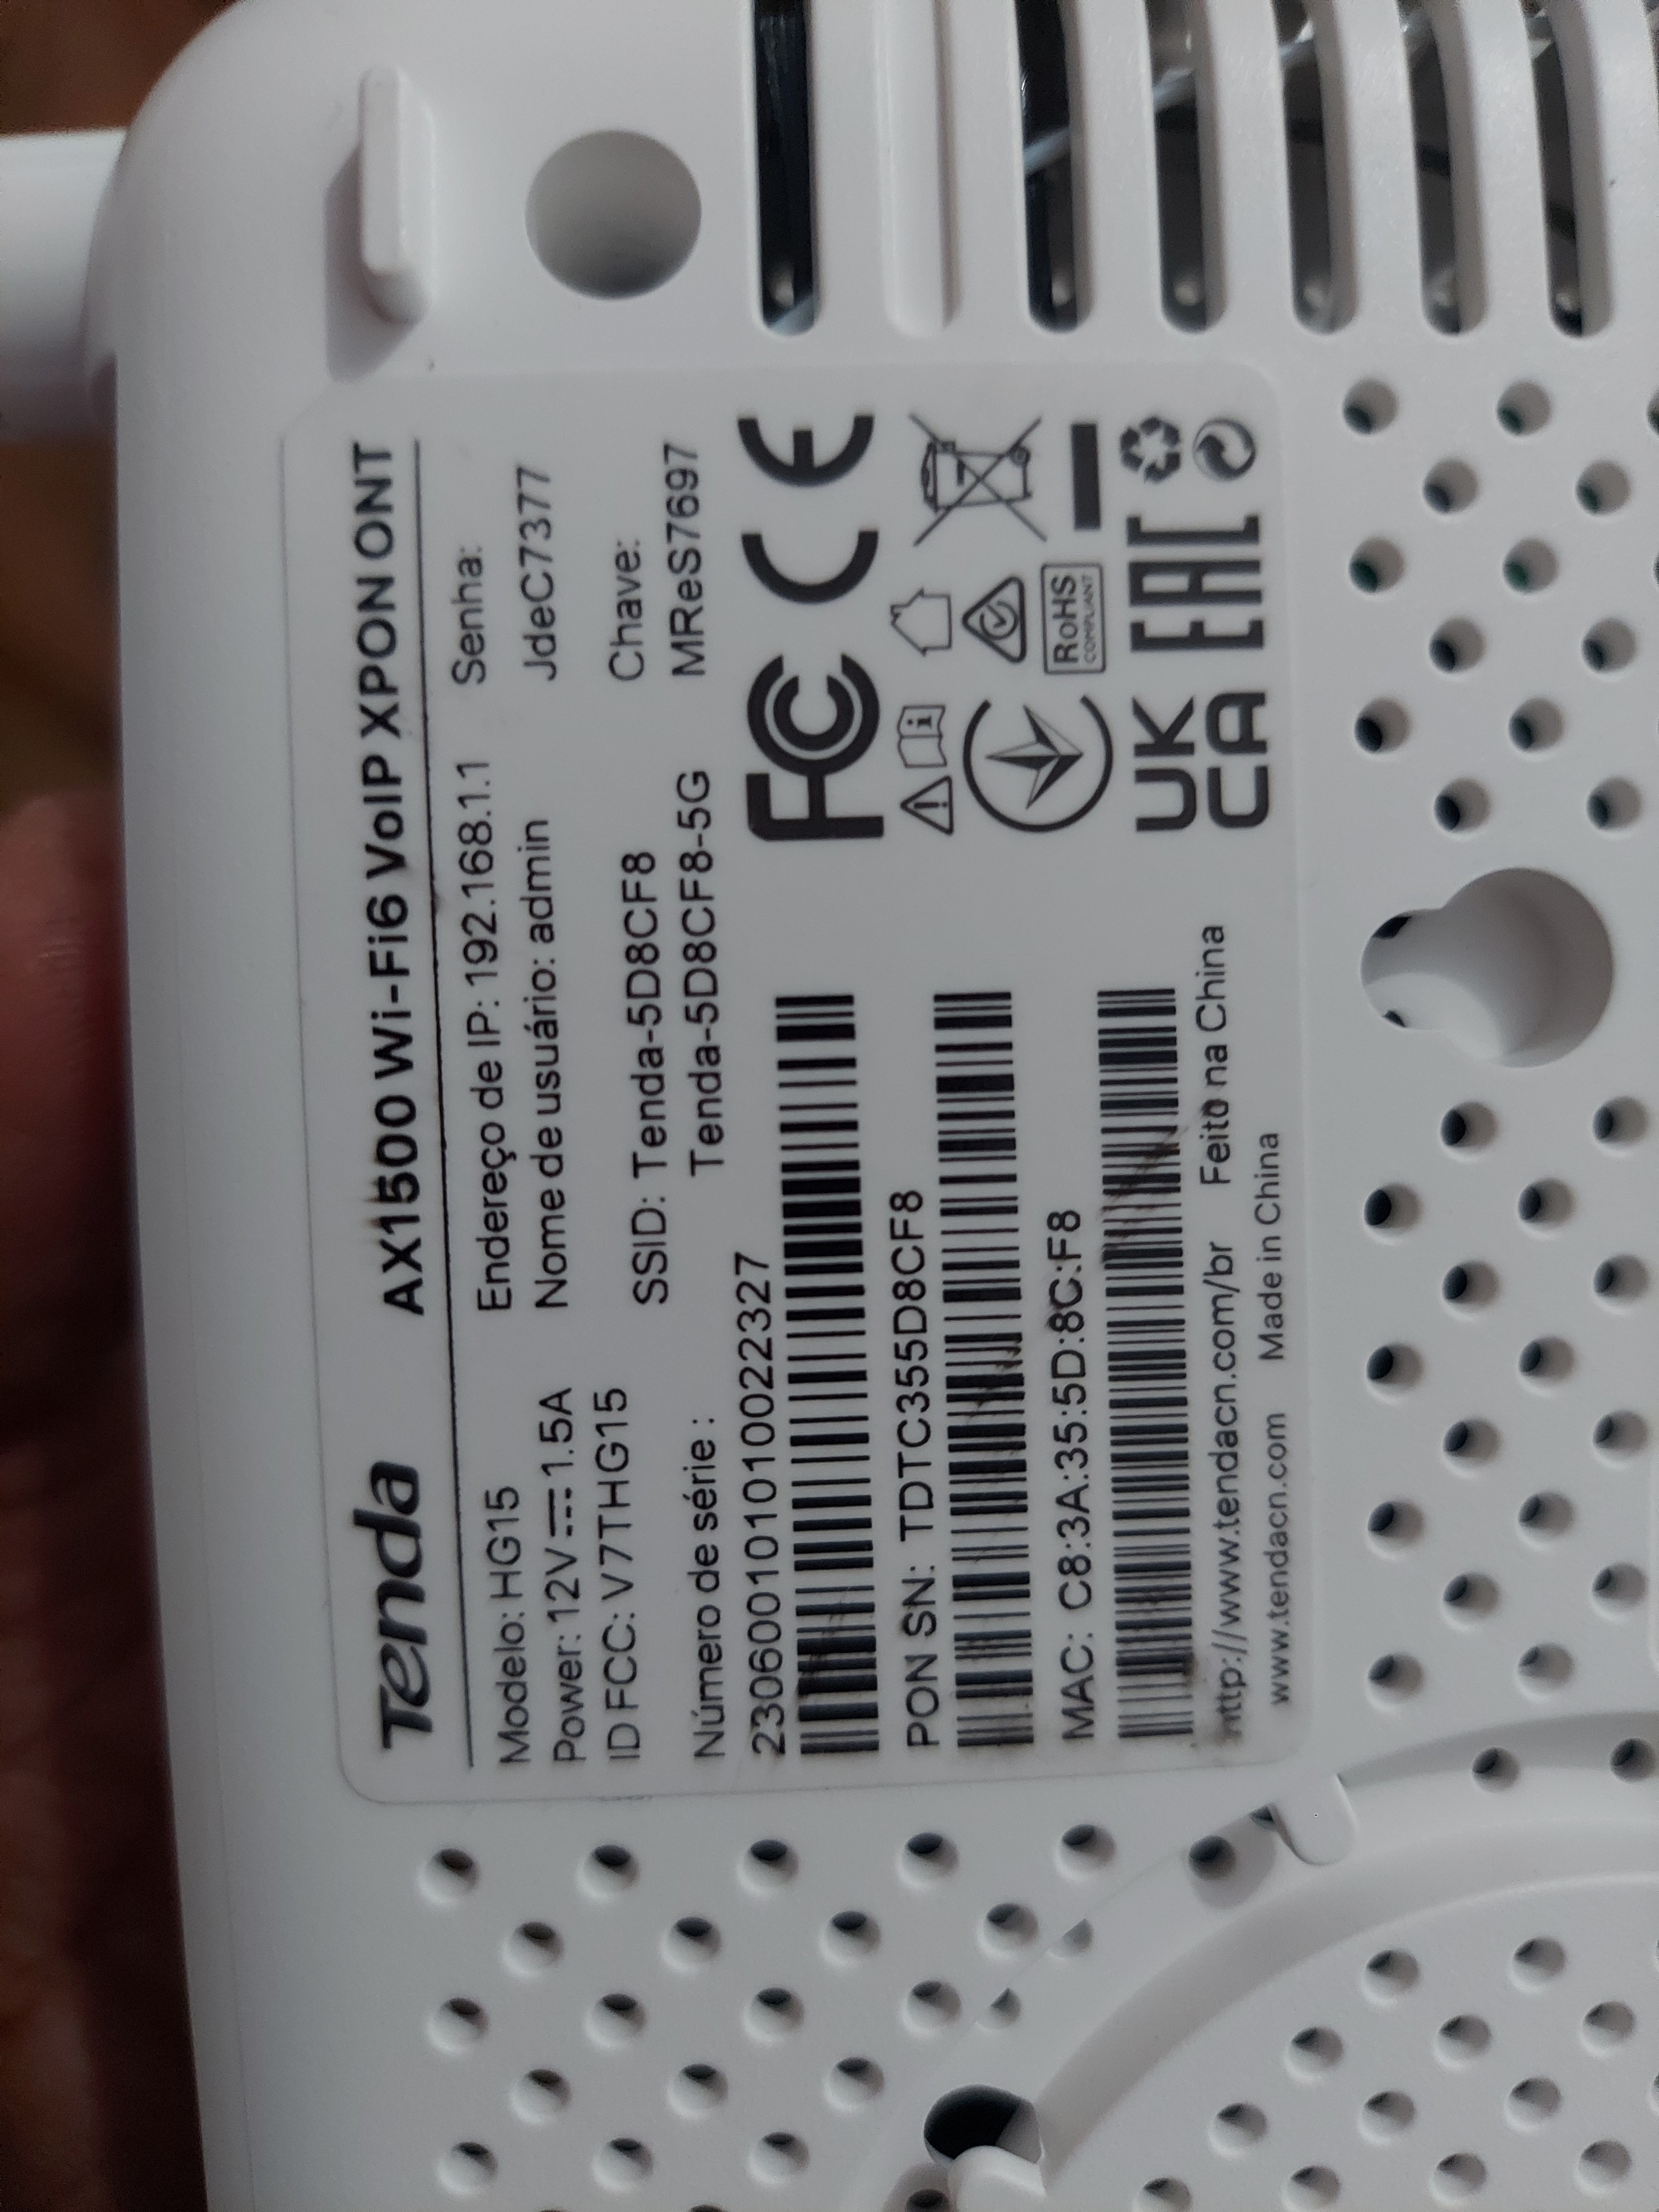 Tenda AX1500 Wi-Fi6 VoIP XPON ONT
Modelo: HG15
Power: 12V⎓1.5A
ID FCC: V7THG15
Endereço de IP: 192.168.1.1
Nome de usuário: admin
Senha:
JdeC7377
SSID: Tenda-5D8CF8
Tenda-5D8CF8-5G
Chave:
MReS7697
Número de série :
2306001010100022327
PON SN: TDTC355D8CF8
MAC: C8:3A:35:5D:8C:F8
http://www.tendacn.com/br Feito na China
www.tendacn.com Made in China
FC CE
RoHS
COMPLIANT
UK
CA
EAC